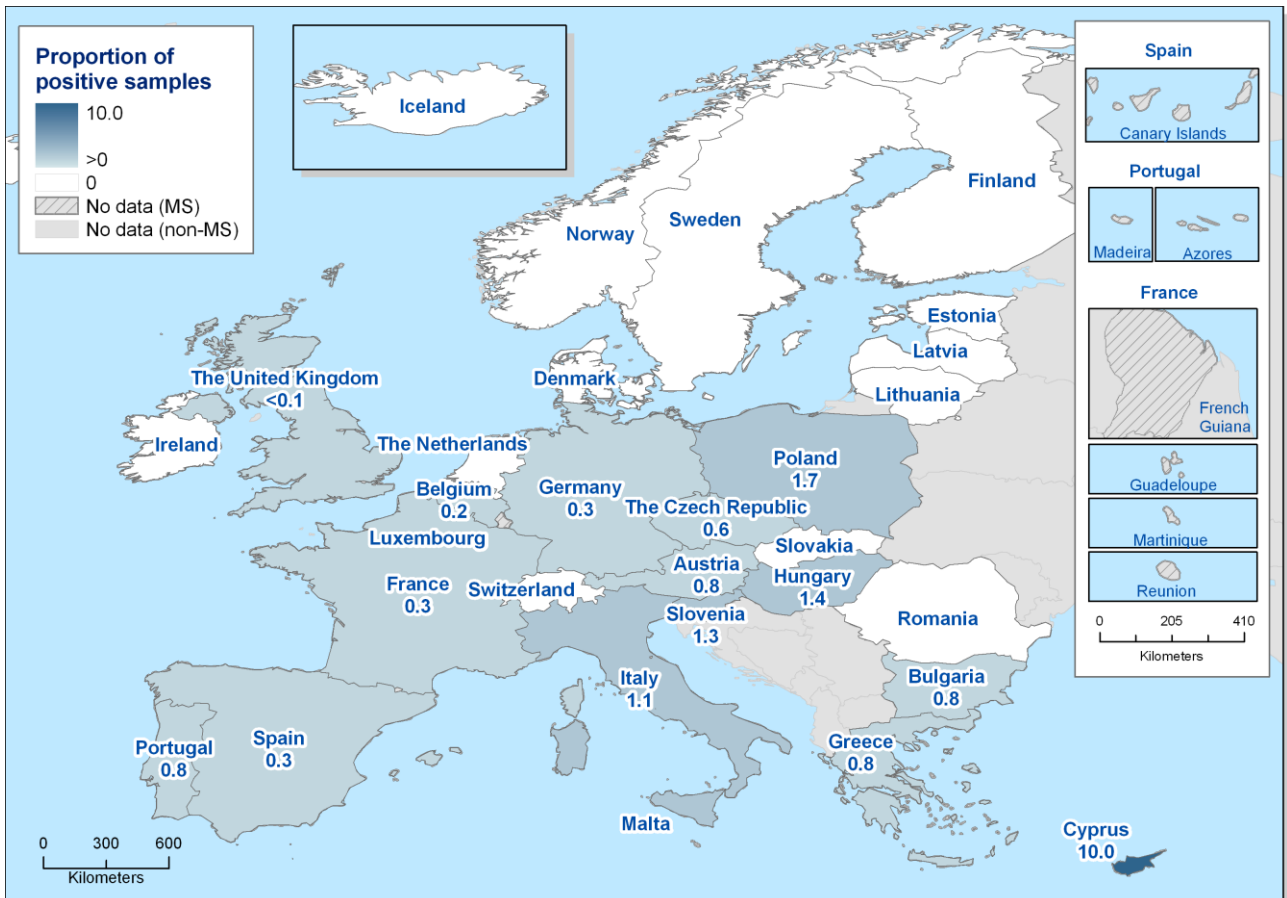 Proportion of
positive samples
10.0
>0
0
No data (MS)
No data (non-MS)
Iceland
Spain
Canary Islands
Portugal
Madeira
Azores
France
French
Guiana
Guadeloupe
Martinique
Reunion
0 205 410
Kilometers
Finland
Sweden
Norway
Estonia
Latvia
Lithuania
Denmark
The United Kingdom
<0.1
Ireland
The Netherlands
Belgium
0.2
Germany
0.3
Poland
1.7
The Czech Republic
0.6
Luxembourg
Slovakia
Austria
0.8
Hungary
1.4
France
0.3
Switzerland
Slovenia
1.3
Romania
Italy
1.1
Bulgaria
0.8
Portugal
0.8
Spain
0.3
Greece
0.8
Malta
Cyprus
10.0
0 300 600
Kilometers